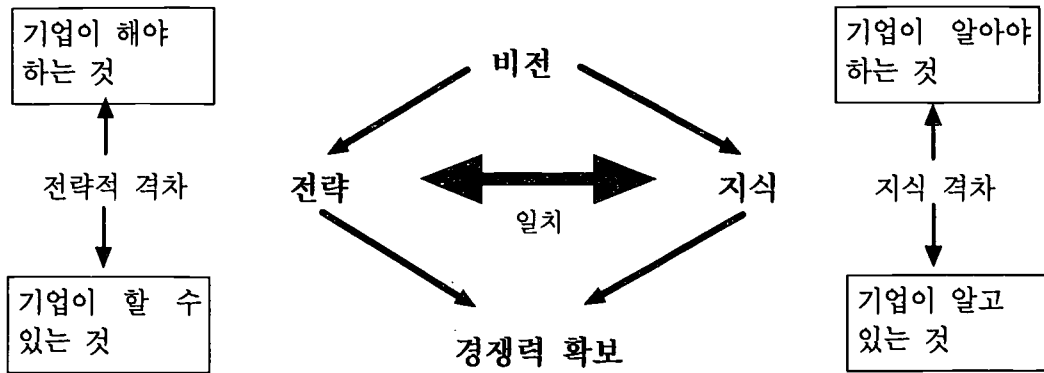 기업이 해야
하는 것
전략적 격차
기업이 할 수
있는 것
비전
전략
일치
지식
경쟁력 확보
기업이 알아야
하는 것
지식 격차
기업이 알고
있는 것